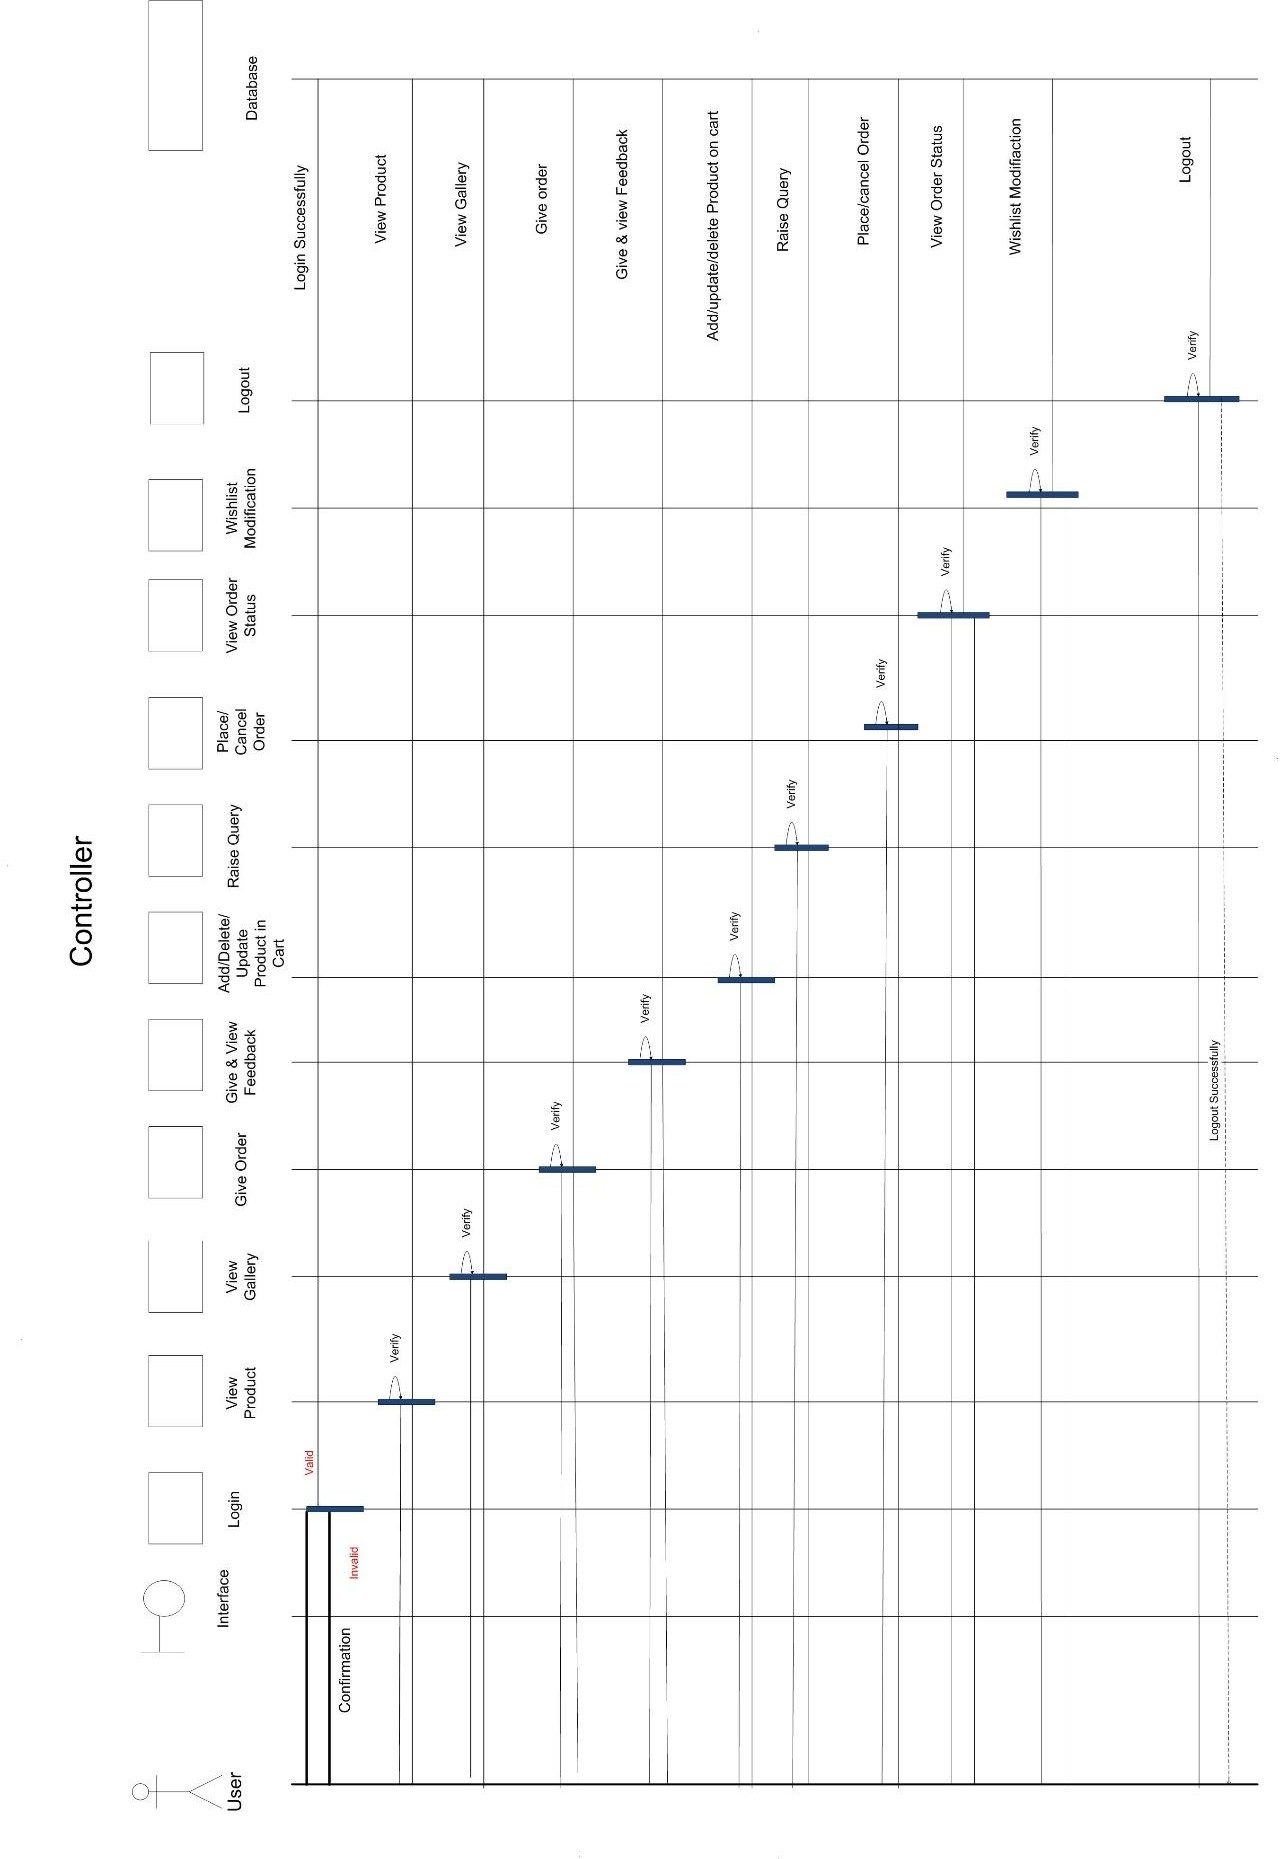 Controller
User
Interface
Login
View
Product
View
Gallery
Give Order
Give & View
Feedback
Add/Delete/
Update
Product in
Cart
Raise Query
Place/
Cancel
Order
View Order
Status
Wishlist
Modification
Logout
Database
Login Successfully
Valid
Invalid
Confirmation
View Product
Verify
View Gallery
Verify
Give order
Verify
Give & view Feedback
Verify
Add/update/delete Product on cart
Verify
Raise Query
Verify
Place/cancel Order
Verify
View Order Status
Verify
Wishlist Modifiaction
Verify
Logout
Verify
Logout Successfully